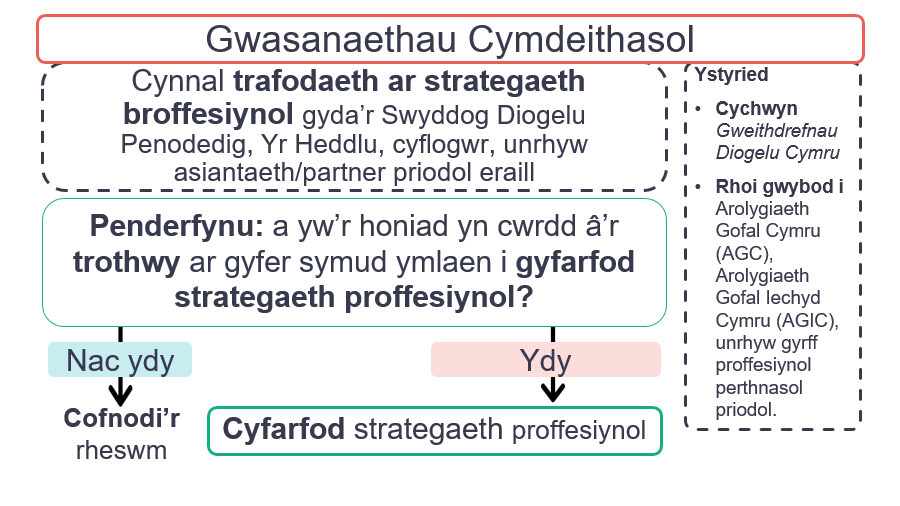 Gwasanaethau Cymdeithasol
Cynnal trafodaeth ar strategaeth
broffesiynol gyda’r Swyddog Diogelu
Penodedig, Yr Heddlu, cyflogwr, unrhyw
asiantaeth/partner priodol eraill
Penderfynu: a yw’r honiad yn cwrdd â’r
trothwy ar gyfer symud ymlaen i gyfarfod
strategaeth proffesiynol?
Nac ydy
Ydy
Cofnodi’r
rheswm
Cyfarfod strategaeth proffesiynol
Ystyried
• Cychwyn
Gweithdrefnau
Diogelu Cymru
• Rhoi gwybod i
Arolygiaeth
Gofal Cymru
(AGC),
Arolygiaeth
Gofal Iechyd
Cymru (AGIC),
unrhyw gyrff
proffesiynol
perthnasol
priodol.